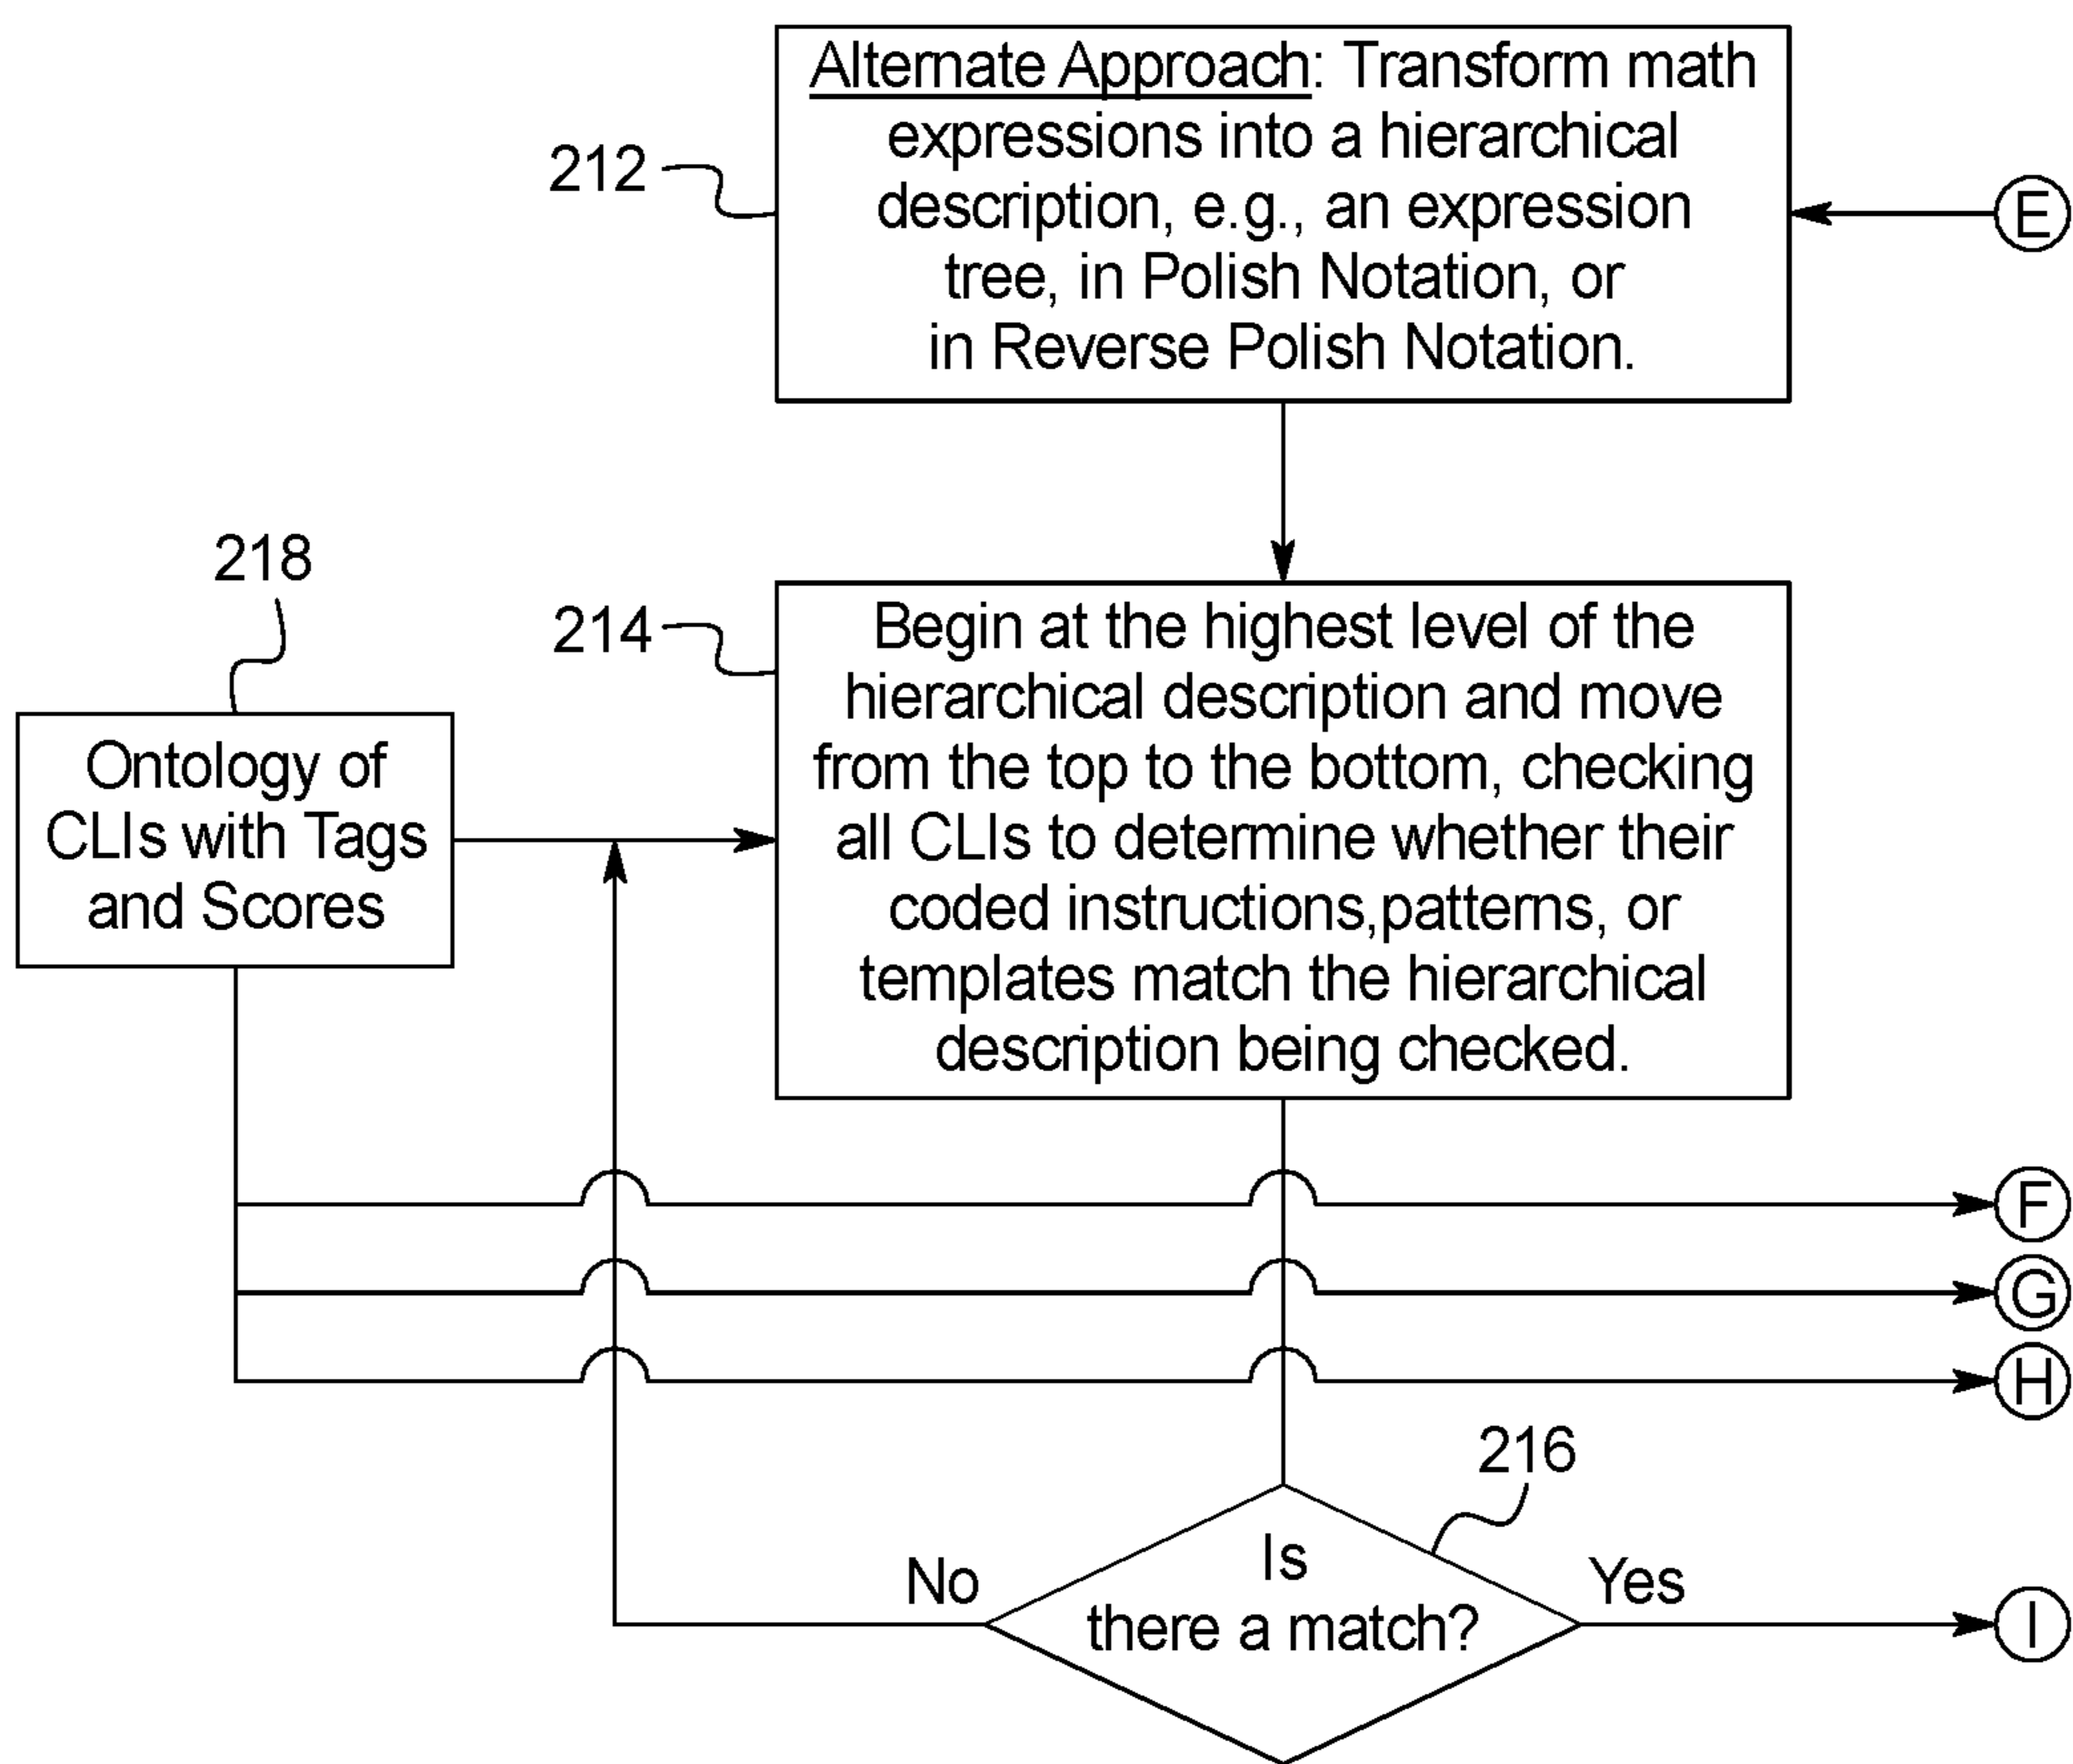 Alternate Approach: Transform math
expressions into a hierarchical
description, e.g., an expression
tree, in Polish Notation, or
in Reverse Polish Notation.
212
E
218
214
Begin at the highest level of the
hierarchical description and move
from the top to the bottom, checking
all CLIs to determine whether their
coded instructions,patterns, or
templates match the hierarchical
description being checked.
Ontology of
CLIs with Tags
and Scores
F
G
H
216
Is
there a match?
No
Yes
I